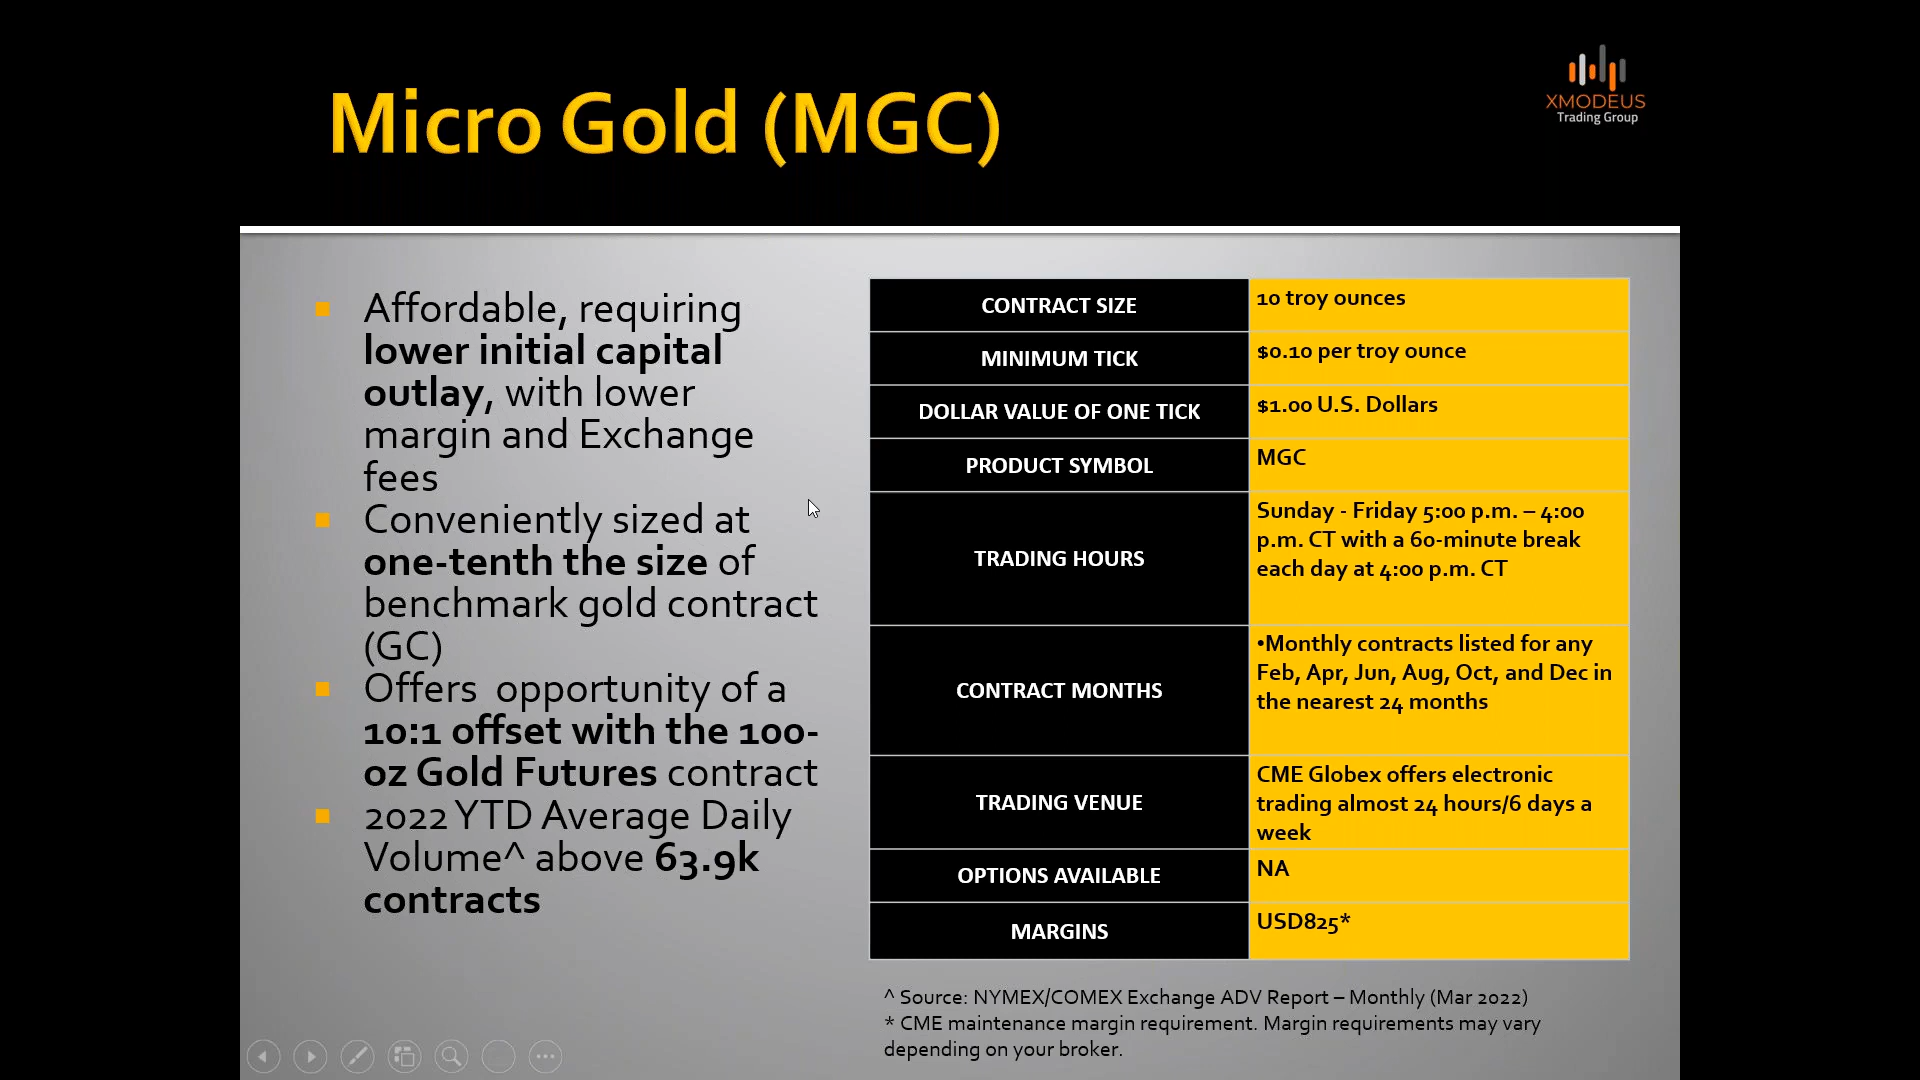 Micro Gold (MGC)
XMODEUS
Trading Group
Affordable, requiring
lower initial capital
outlay, with lower
margin and Exchange
fees
Conveniently sized at
one-tenth the size of
benchmark gold contract
(GC)
Offers  opportunity of a
10:1 offset with the 100-
oz Gold Futures contract
2022 YTD Average Daily
Volume^ above 63.9k
contracts
CONTRACT SIZE
10 troy ounces
MINIMUM TICK
$0.10 per troy ounce
DOLLAR VALUE OF ONE TICK
$1.00 U.S. Dollars
PRODUCT SYMBOL
MGC
TRADING HOURS
Sunday - Friday 5:00 p.m. – 4:00
p.m. CT with a 60-minute break
each day at 4:00 p.m. CT
CONTRACT MONTHS
•Monthly contracts listed for any
Feb, Apr, Jun, Aug, Oct, and Dec in
the nearest 24 months
TRADING VENUE
CME Globex offers electronic
trading almost 24 hours/6 days a
week
OPTIONS AVAILABLE
NA
MARGINS
USD825*
^ Source: NYMEX/COMEX Exchange ADV Report – Monthly (Mar 2022)
* CME maintenance margin requirement. Margin requirements may vary
depending on your broker.